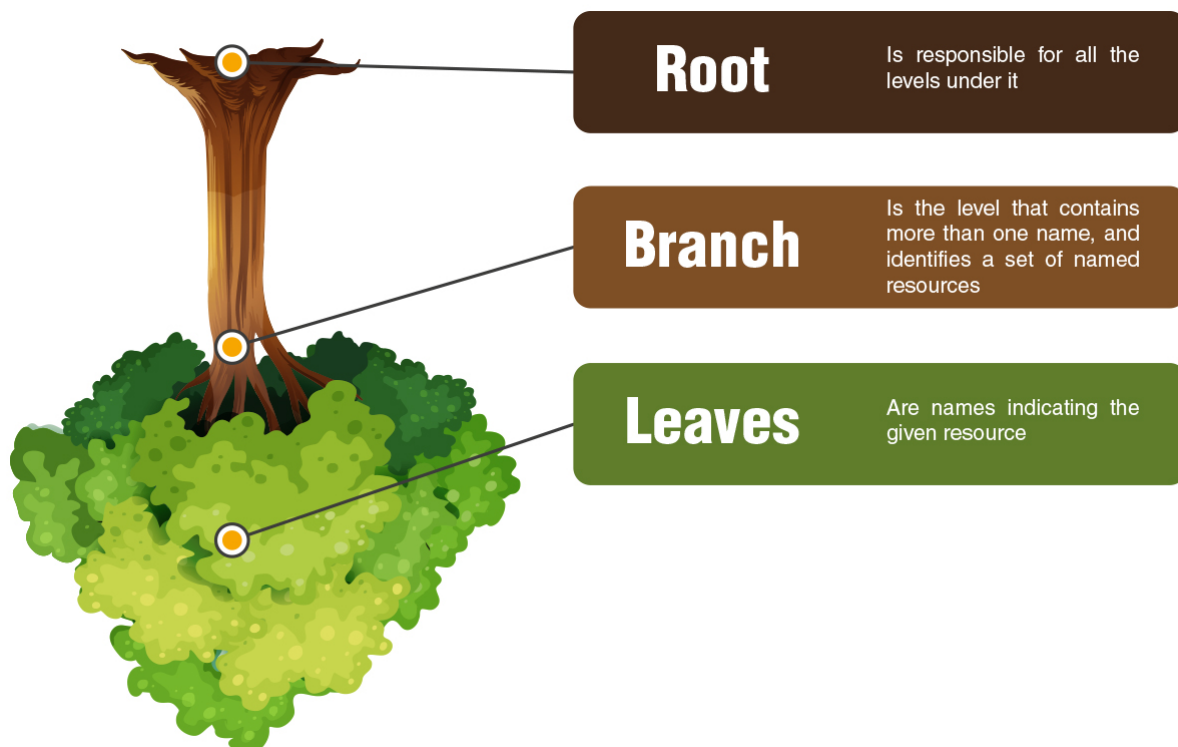 Root
Is responsible for all the
levels under it
Branch
Is the level that contains
more than one name, and
identifies a set of named
resources
Leaves
Are names indicating the
given resource